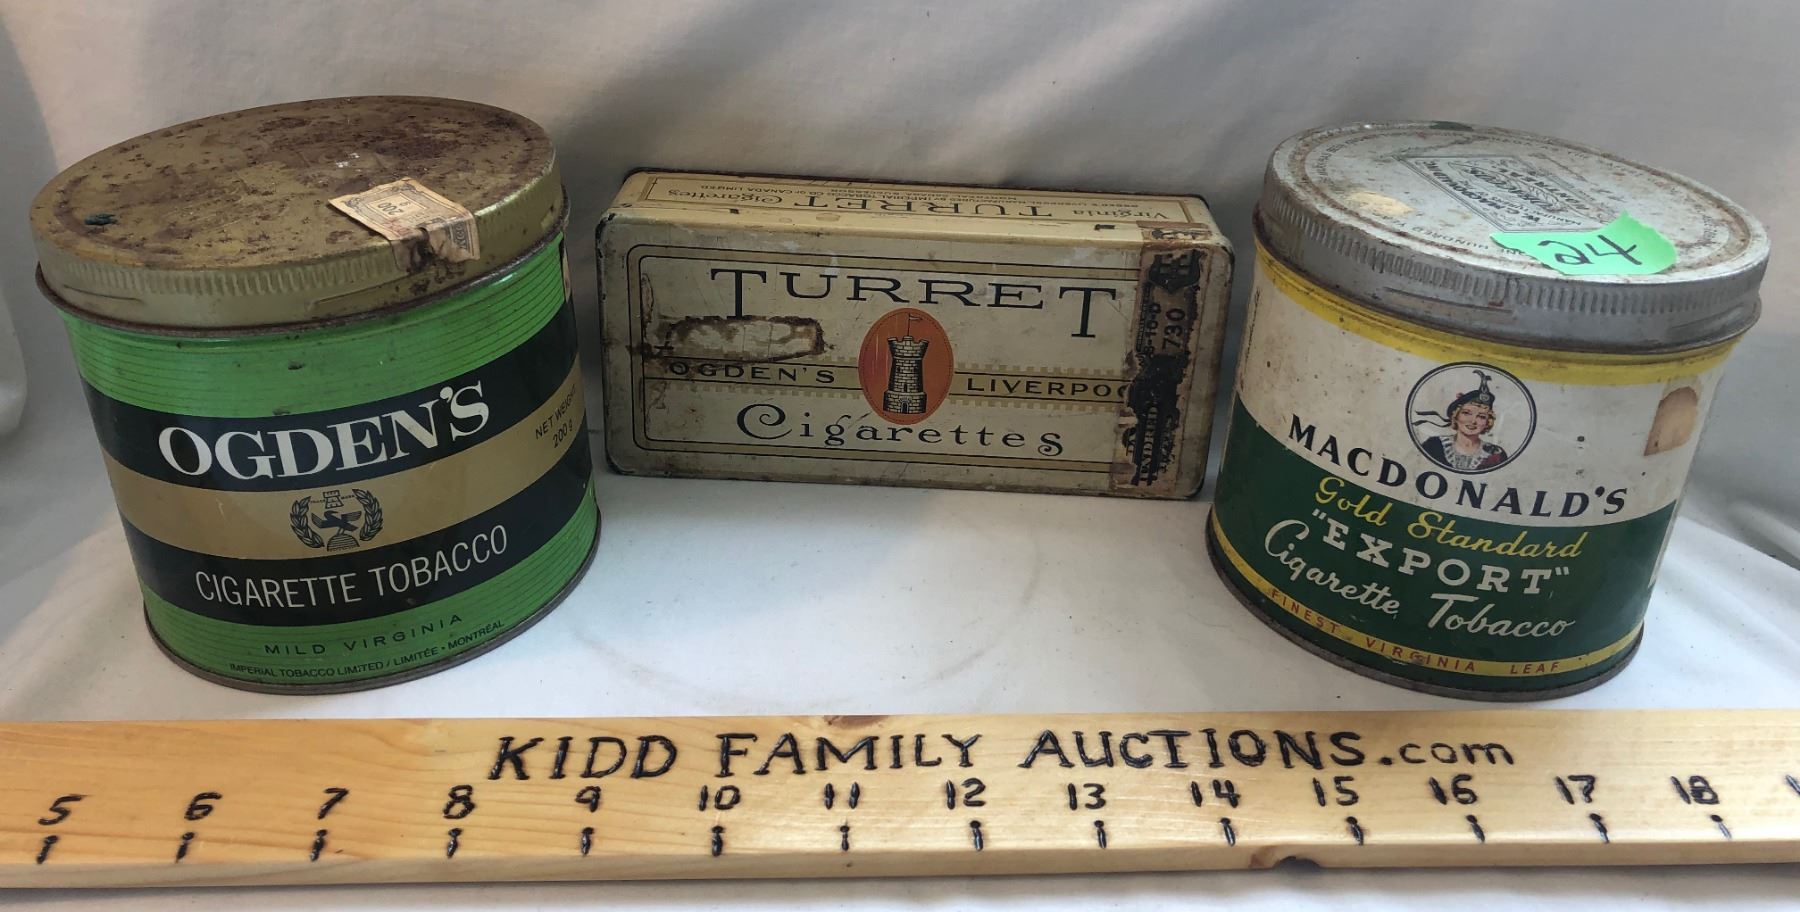 OGDEN'S
NET WEIGHT
200 g
CIGARETTE TOBACCO
MILD VIRGINIA
IMPERIAL TOBACCO LIMITED / LIMITÉE • MONTRÉAL
200
Virginia TURRET Cigarettes
TURRET
OGDEN'S LIVERPOO
Cigarettes
730
24
MACDONALD'S
Gold Standard
"EXPORT"
Cigarette Tobacco
FINEST VIRGINIA LEAF
KIDD FAMILY AUCTIONS.com
5 6 7 8 9 10 11 12 13 14 15 16 17 18